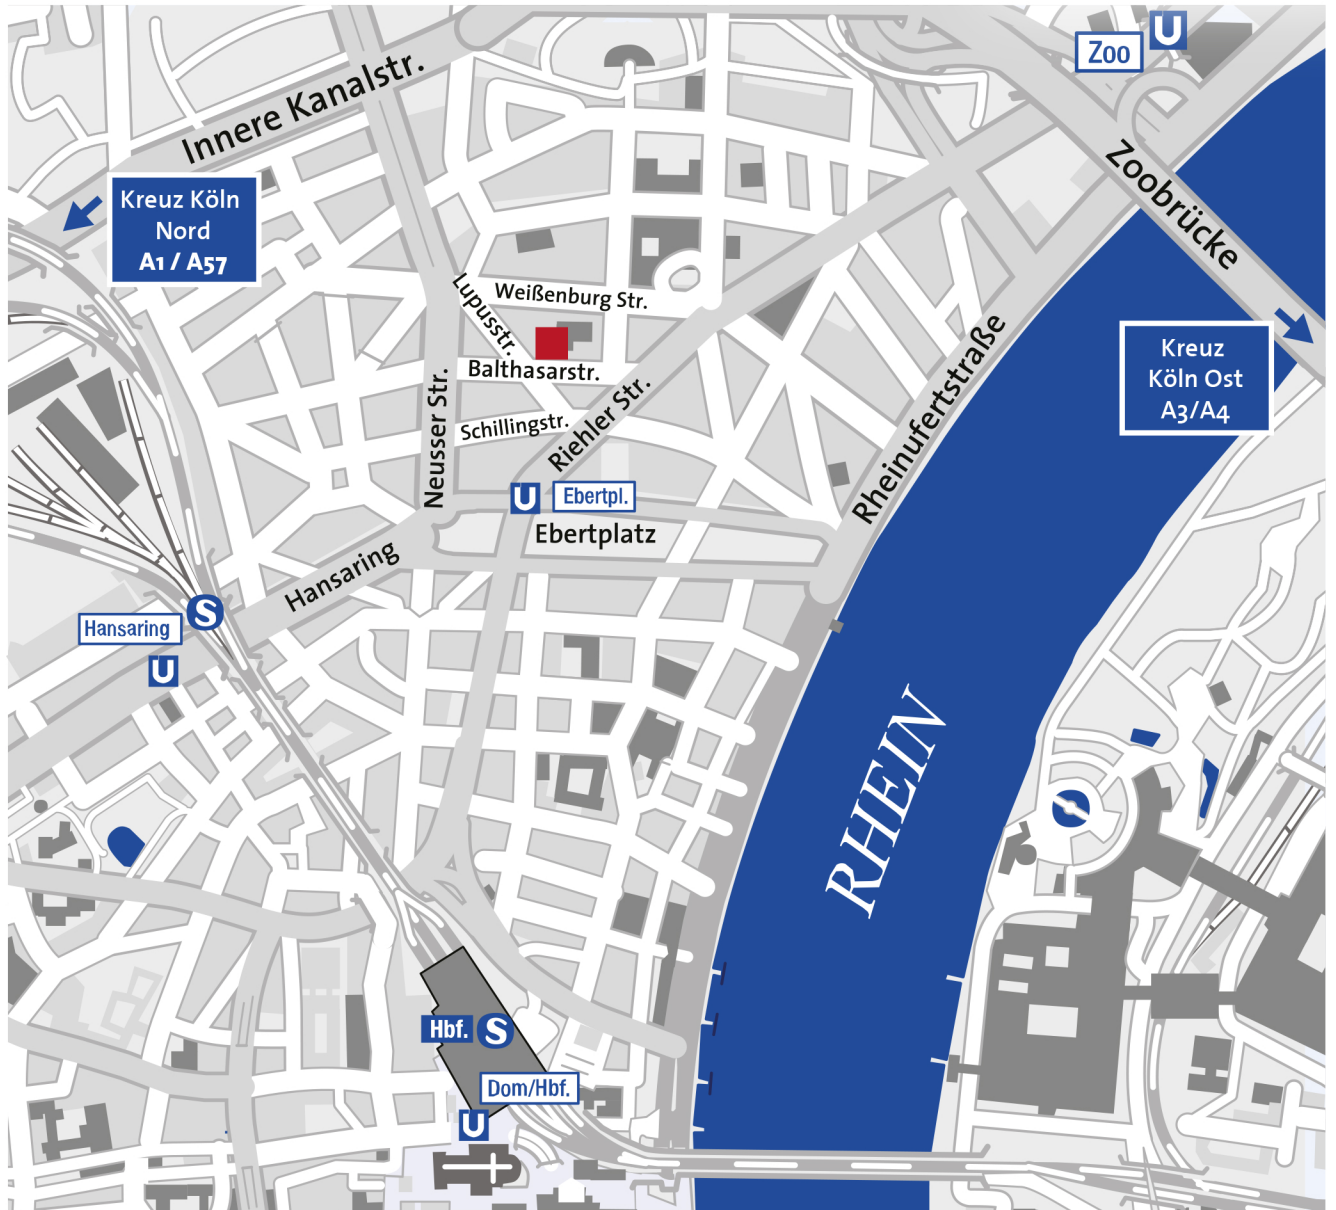 U
Zoo
Innere Kanalstr.
Zoobrücke
Kreuz Köln
Nord
A1 / A57
Weißenburg Str.
Lupusstr.
Kreuz
Köln Ost
A3/A4
Balthasarstr.
Rheinufertstraße
Neusser Str.
Schillingstr.
Riehler Str.
U
Ebertpl.
Ebertplatz
Hansaring
S
Hansaring
U
RHEIN
Hbf.
S
Dom/Hbf.
U